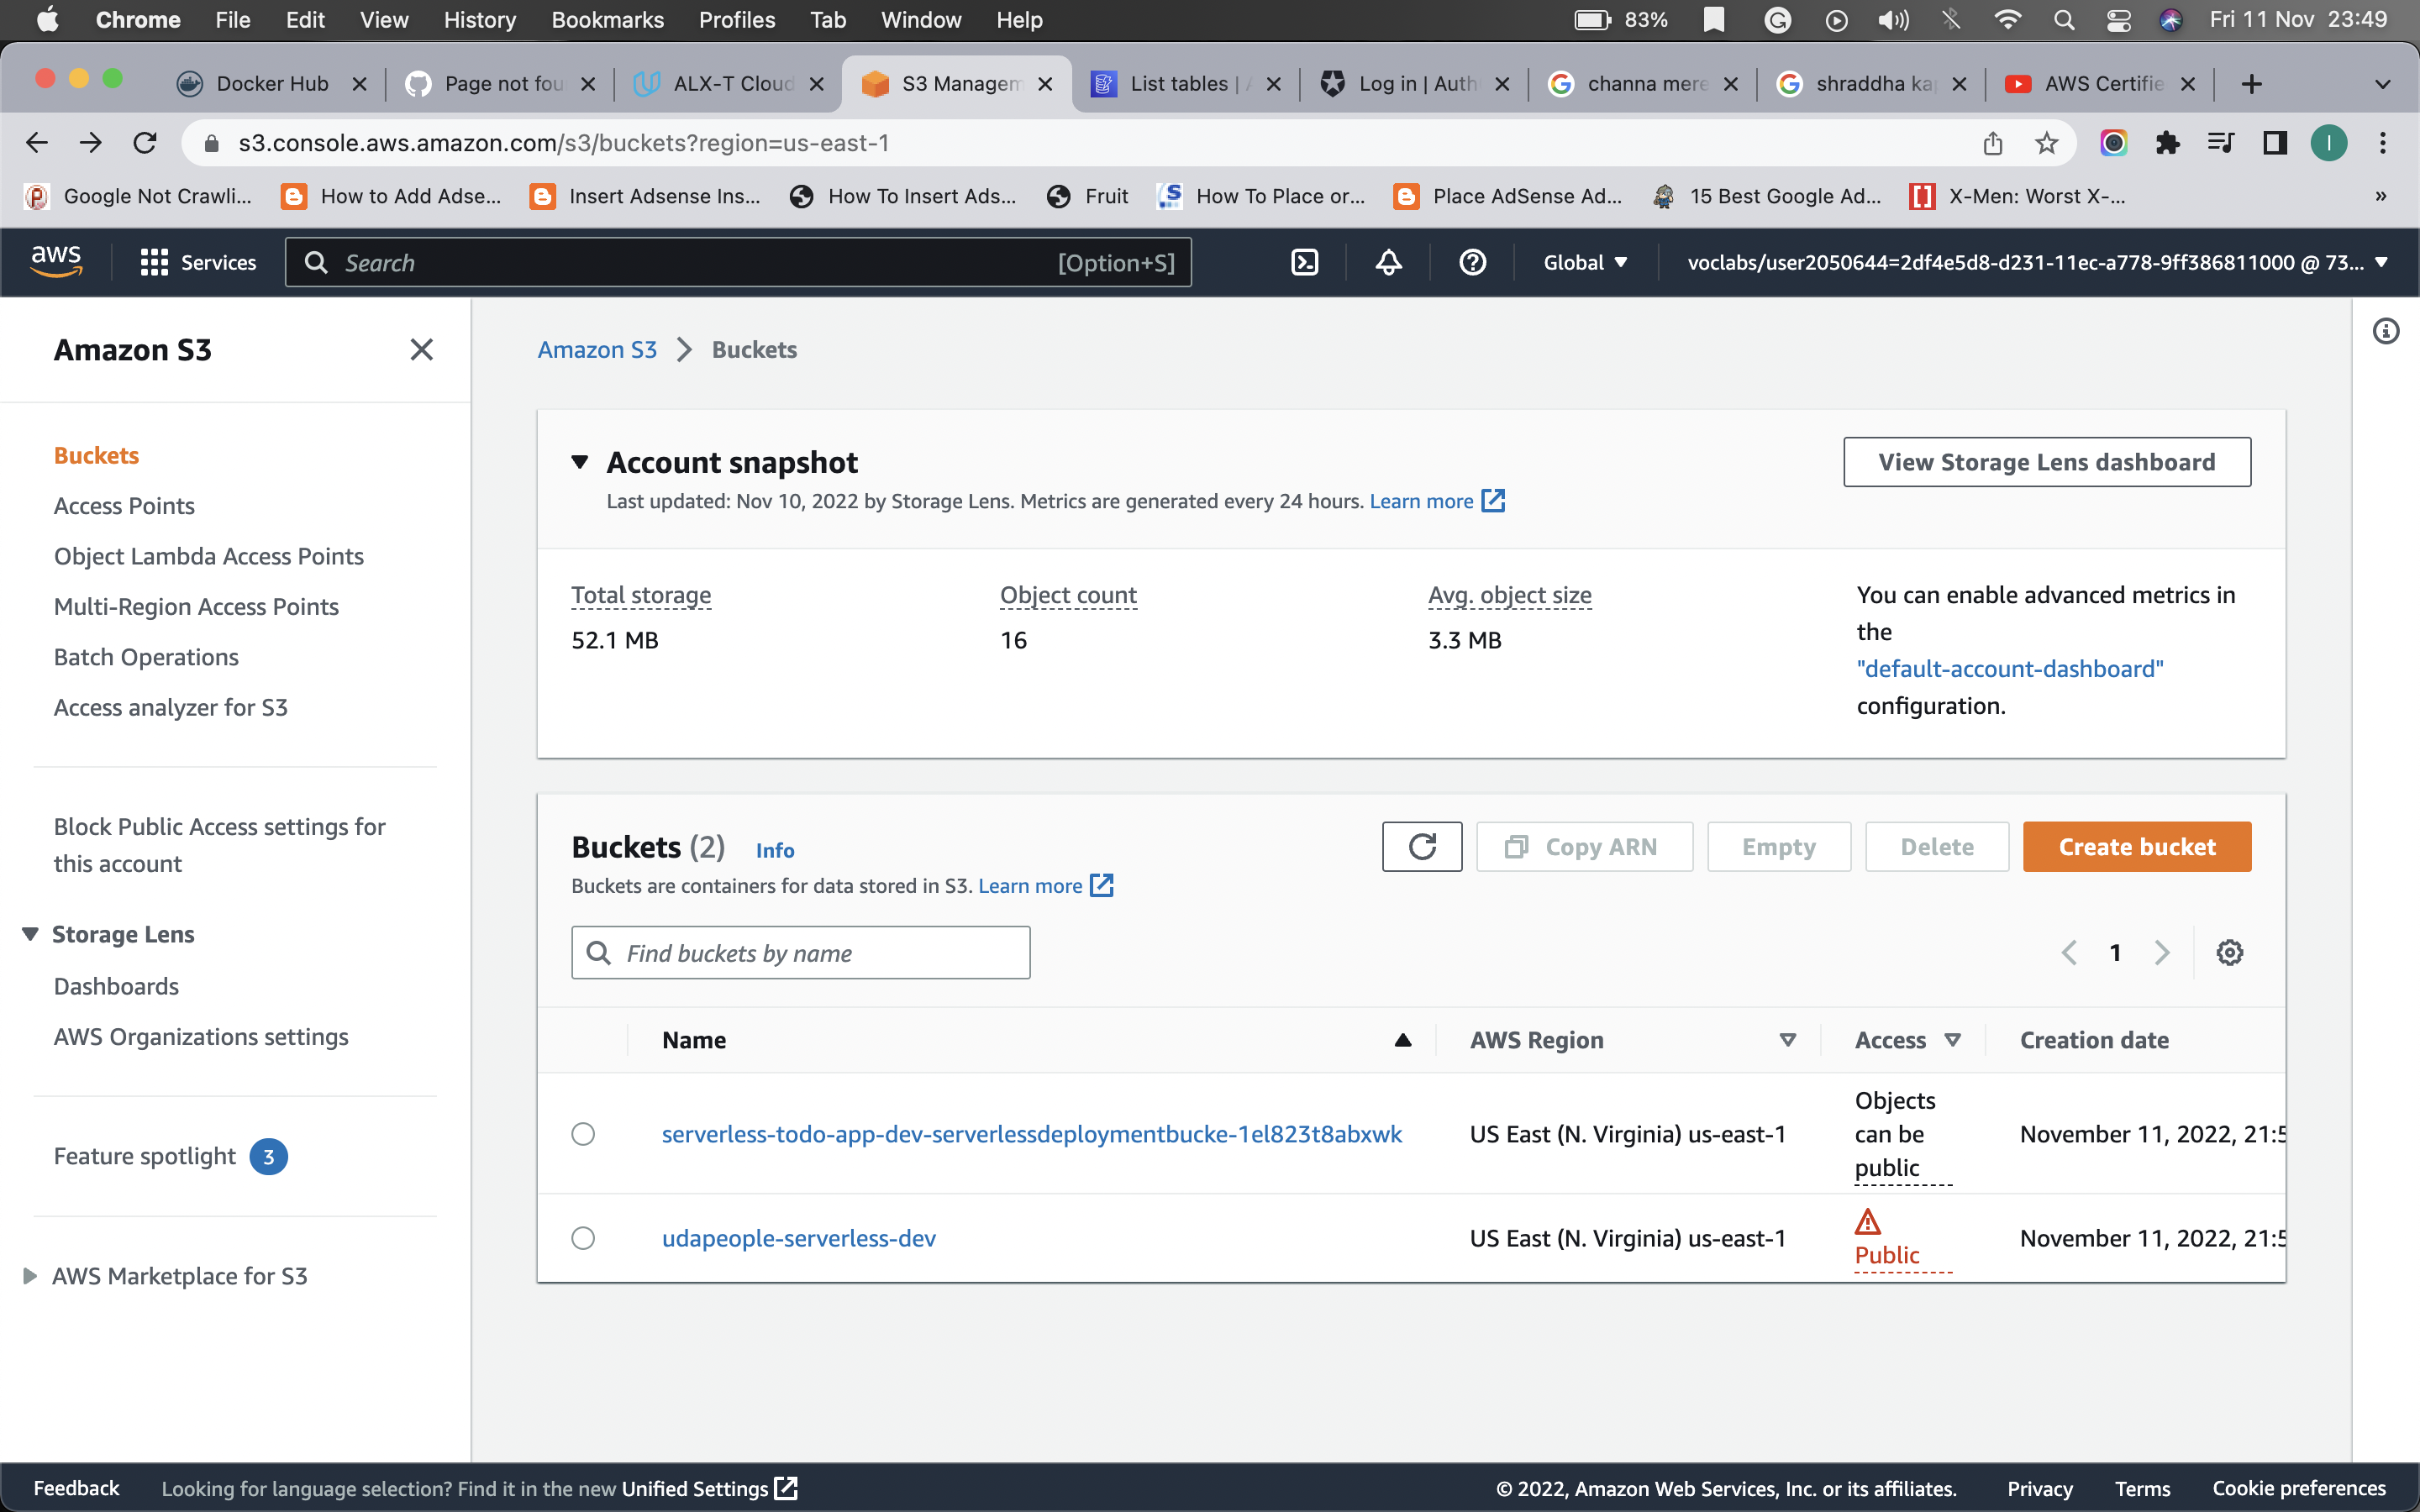 Chrome File Edit View History Bookmarks Profiles Tab Window Help 83% Fri 11 Nov 23:49
Docker Hub Page not fou ALX-T Cloud S3 Managem List tables | A Log in | Auth channa mere shraddha ka AWS Certifie
s3.console.aws.amazon.com/s3/buckets?region=us-east-1 I
Google Not Crawli... How to Add Adse... Insert Adsense Ins... How To Insert Ads... Fruit How To Place or... Place AdSense Ad... 15 Best Google Ad... X-Men: Worst X-... »
aws Services Search [Option+S] Global voclabs/user2050644=2df4e5d8-d231-11ec-a778-9ff386811000 @ 73...
Amazon S3
Buckets
Access Points
Object Lambda Access Points
Multi-Region Access Points
Batch Operations
Access analyzer for S3
Block Public Access settings for
this account
Storage Lens
Dashboards
AWS Organizations settings
Feature spotlight 3
AWS Marketplace for S3
Amazon S3 > Buckets
Account snapshot
View Storage Lens dashboard
Last updated: Nov 10, 2022 by Storage Lens. Metrics are generated every 24 hours. Learn more
Total storage
52.1 MB
Object count
16
Avg. object size
3.3 MB
You can enable advanced metrics in
the
"default-account-dashboard"
configuration.
Buckets (2) Info
Copy ARN Empty Delete Create bucket
Buckets are containers for data stored in S3. Learn more
Find buckets by name
1
Name AWS Region Access Creation date
serverless-todo-app-dev-serverlessdeploymentbucke-1el823t8abxwk US East (N. Virginia) us-east-1
Objects
can be
public
November 11, 2022, 21:5
udapeople-serverless-dev US East (N. Virginia) us-east-1
Public
November 11, 2022, 21:5
Feedback Looking for language selection? Find it in the new Unified Settings © 2022, Amazon Web Services, Inc. or its affiliates. Privacy Terms Cookie preferences